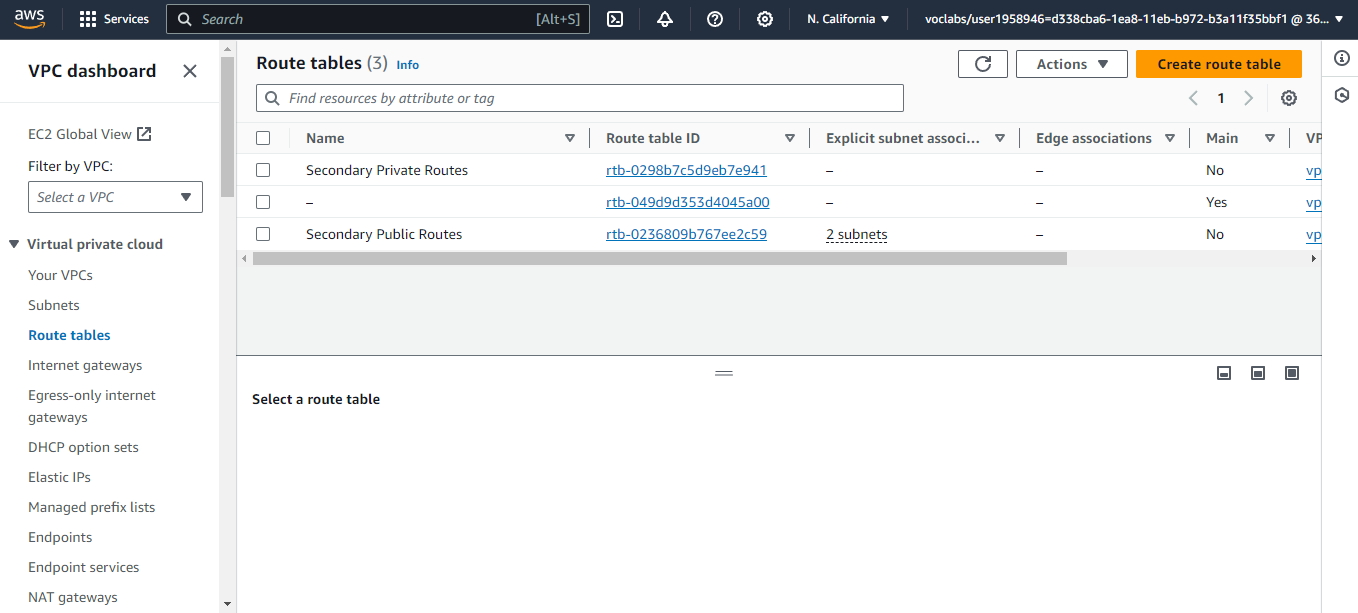 aws
Services
Search
[Alt+S]
N. California
voclabs/user1958946=d338cba6-1ea8-11eb-b972-b3a11f35bbf1 @ 36...
VPC dashboard
EC2 Global View
Filter by VPC:
Select a VPC
Virtual private cloud
Your VPCs
Subnets
Route tables
Internet gateways
Egress-only internet
gateways
DHCP option sets
Elastic IPs
Managed prefix lists
Endpoints
Endpoint services
NAT gateways
Route tables (3) Info
Actions
Create route table
Find resources by attribute or tag
1
Name Route table ID Explicit subnet associ... Edge associations Main VP
Secondary Private Routes rtb-0298b7c5d9eb7e941 – – No vp
– rtb-049d9d353d4045a00 – – Yes vp
Secondary Public Routes rtb-0236809b767ee2c59 2 subnets – No vp
Select a route table